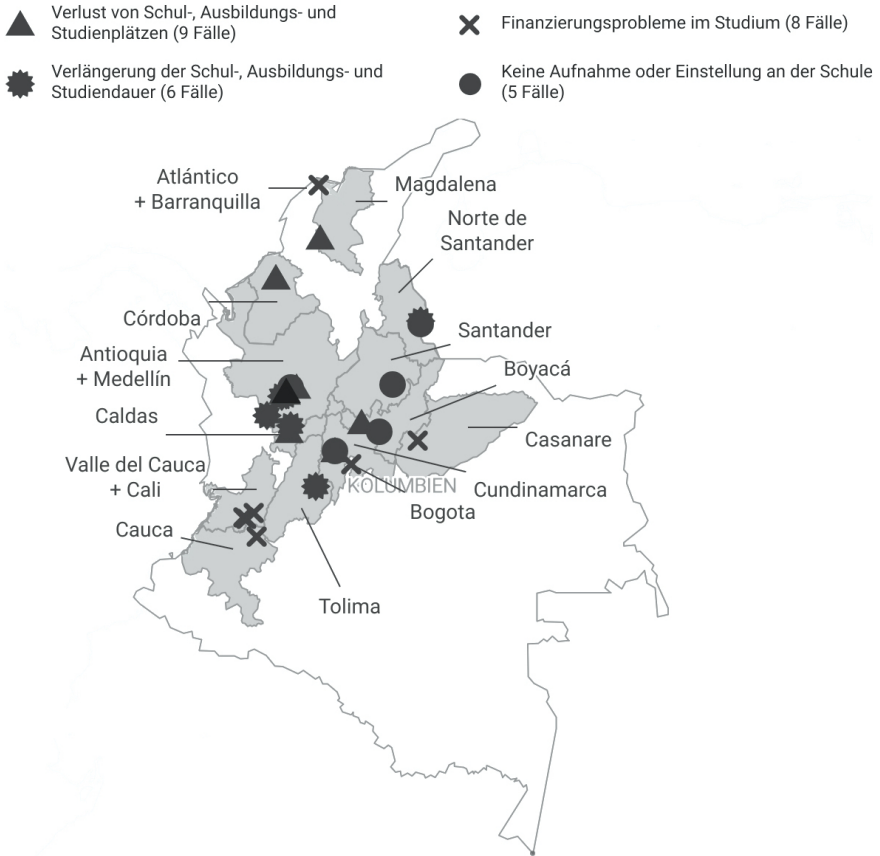 Verlust von Schul-, Ausbildungs- und
Studienplätzen (9 Fälle)
Finanzierungsprobleme im Studium (8 Fälle)
Verlängerung der Schul-, Ausbildungs- und
Studiendauer (6 Fälle)
Keine Aufnahme oder Einstellung an der Schule
(5 Fälle)
Atlántico
+ Barranquilla
Magdalena
Norte de
Santander
Córdoba
Santander
Antioquia
+ Medellín
Boyacá
Caldas
Casanare
Valle del Cauca
+ Cali
KOLUMBIEN
Cundinamarca
Bogota
Cauca
Tolima